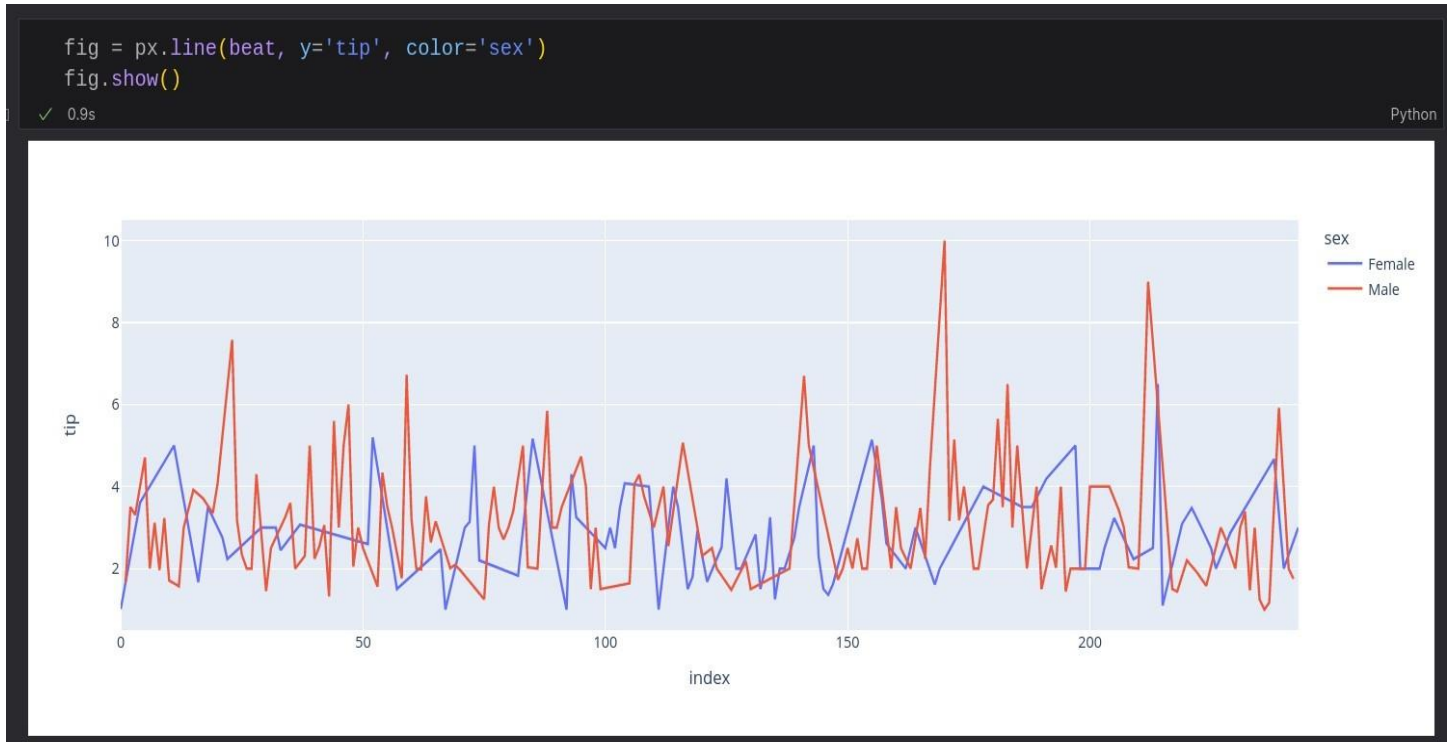 fig = px.line(beat, y='tip', color='sex')
fig.show()
✓ 0.9s
Python
sex
Female
Male
10
8
6
4
2
tip
0 50 100 150 200
index